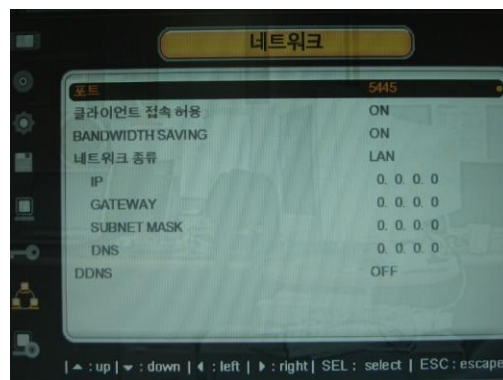 네트워크
포트 5445
클라이언트 접속 허용 ON
BANDWIDTH SAVING ON
네트워크 종류 LAN
IP 0. 0. 0. 0
GATEWAY 0. 0. 0. 0
SUBNET MASK 0. 0. 0. 0
DNS 0. 0. 0. 0
DDNS OFF
| ▲ : up | ▼ : down | ◀ : left | ▶ : right | SEL : select | ESC : escape